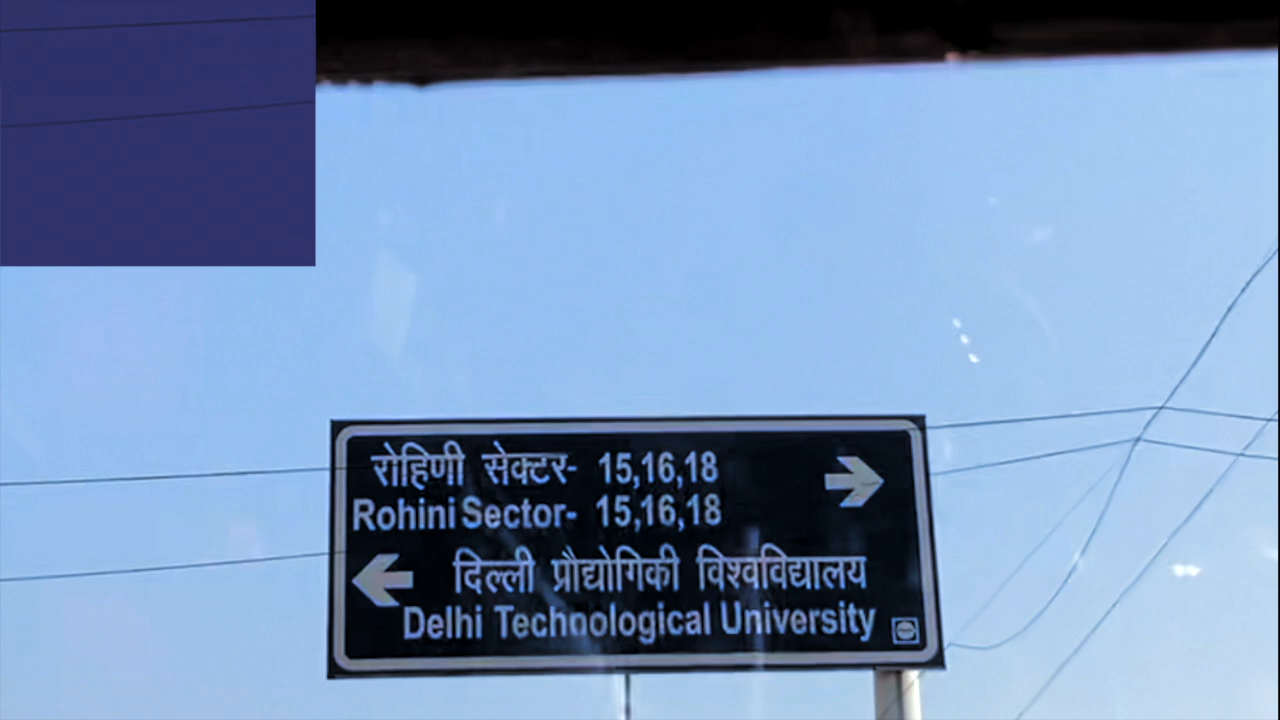 रोहिणी सेक्टर- 15,16,18
Rohini Sector- 15,16,18
दिल्ली प्रौद्योगिकी विश्वविद्यालय
Delhi Technological University